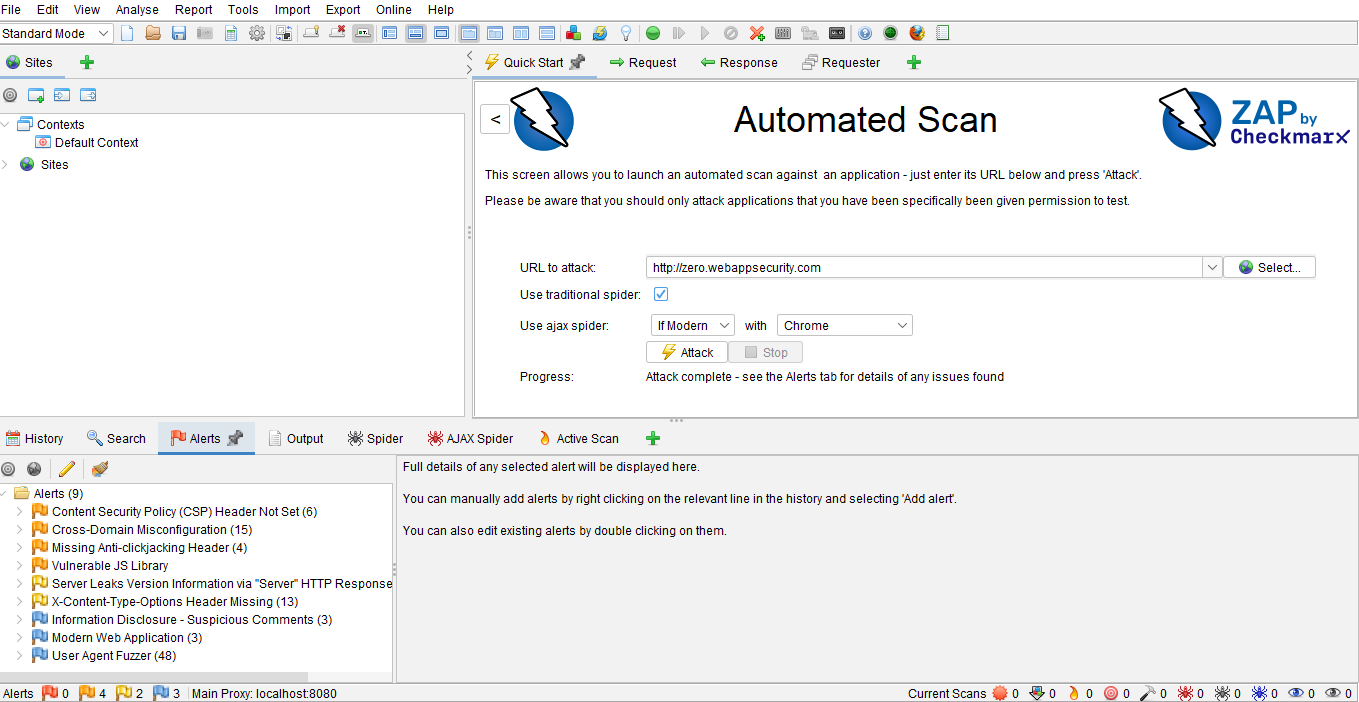 File Edit View Analyse Report Tools Import Export Online Help
Standard Mode
Sites
Quick Start Request Response Requester
<
Automated Scan
ZAP by
Checkmarx
This screen allows you to launch an automated scan against an application - just enter its URL below and press 'Attack'.
Please be aware that you should only attack applications that you have been specifically been given permission to test.
URL to attack: http://zero.webappsecurity.com Select...
Use traditional spider:
Use ajax spider: If Modern with Chrome
Attack Stop
Progress: Attack complete - see the Alerts tab for details of any issues found
Contexts
Default Context
Sites
History Search Alerts Output Spider AJAX Spider Active Scan
Alerts (9)
Content Security Policy (CSP) Header Not Set (6)
Cross-Domain Misconfiguration (15)
Missing Anti-clickjacking Header (4)
Vulnerable JS Library
Server Leaks Version Information via "Server" HTTP Response
X-Content-Type-Options Header Missing (13)
Information Disclosure - Suspicious Comments (3)
Modern Web Application (3)
User Agent Fuzzer (48)
Full details of any selected alert will be displayed here.
You can manually add alerts by right clicking on the relevant line in the history and selecting 'Add alert'.
You can also edit existing alerts by double clicking on them.
Alerts 0 4 2 3 Main Proxy: localhost:8080 Current Scans 0 0 0 0 0 0 0 0 0 0